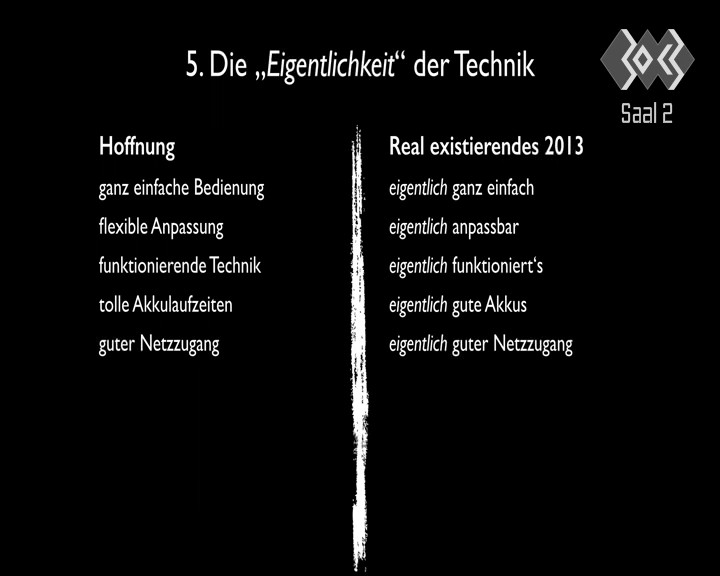 5. Die „Eigentlichkeit“ der Technik
Saal 2
Hoffnung
ganz einfache Bedienung
flexible Anpassung
funktionierende Technik
tolle Akkulaufzeiten
guter Netzzugang
Real existierendes 2013
eigentlich ganz einfach
eigentlich anpassbar
eigentlich funktioniert‘s
eigentlich gute Akkus
eigentlich guter Netzzugang